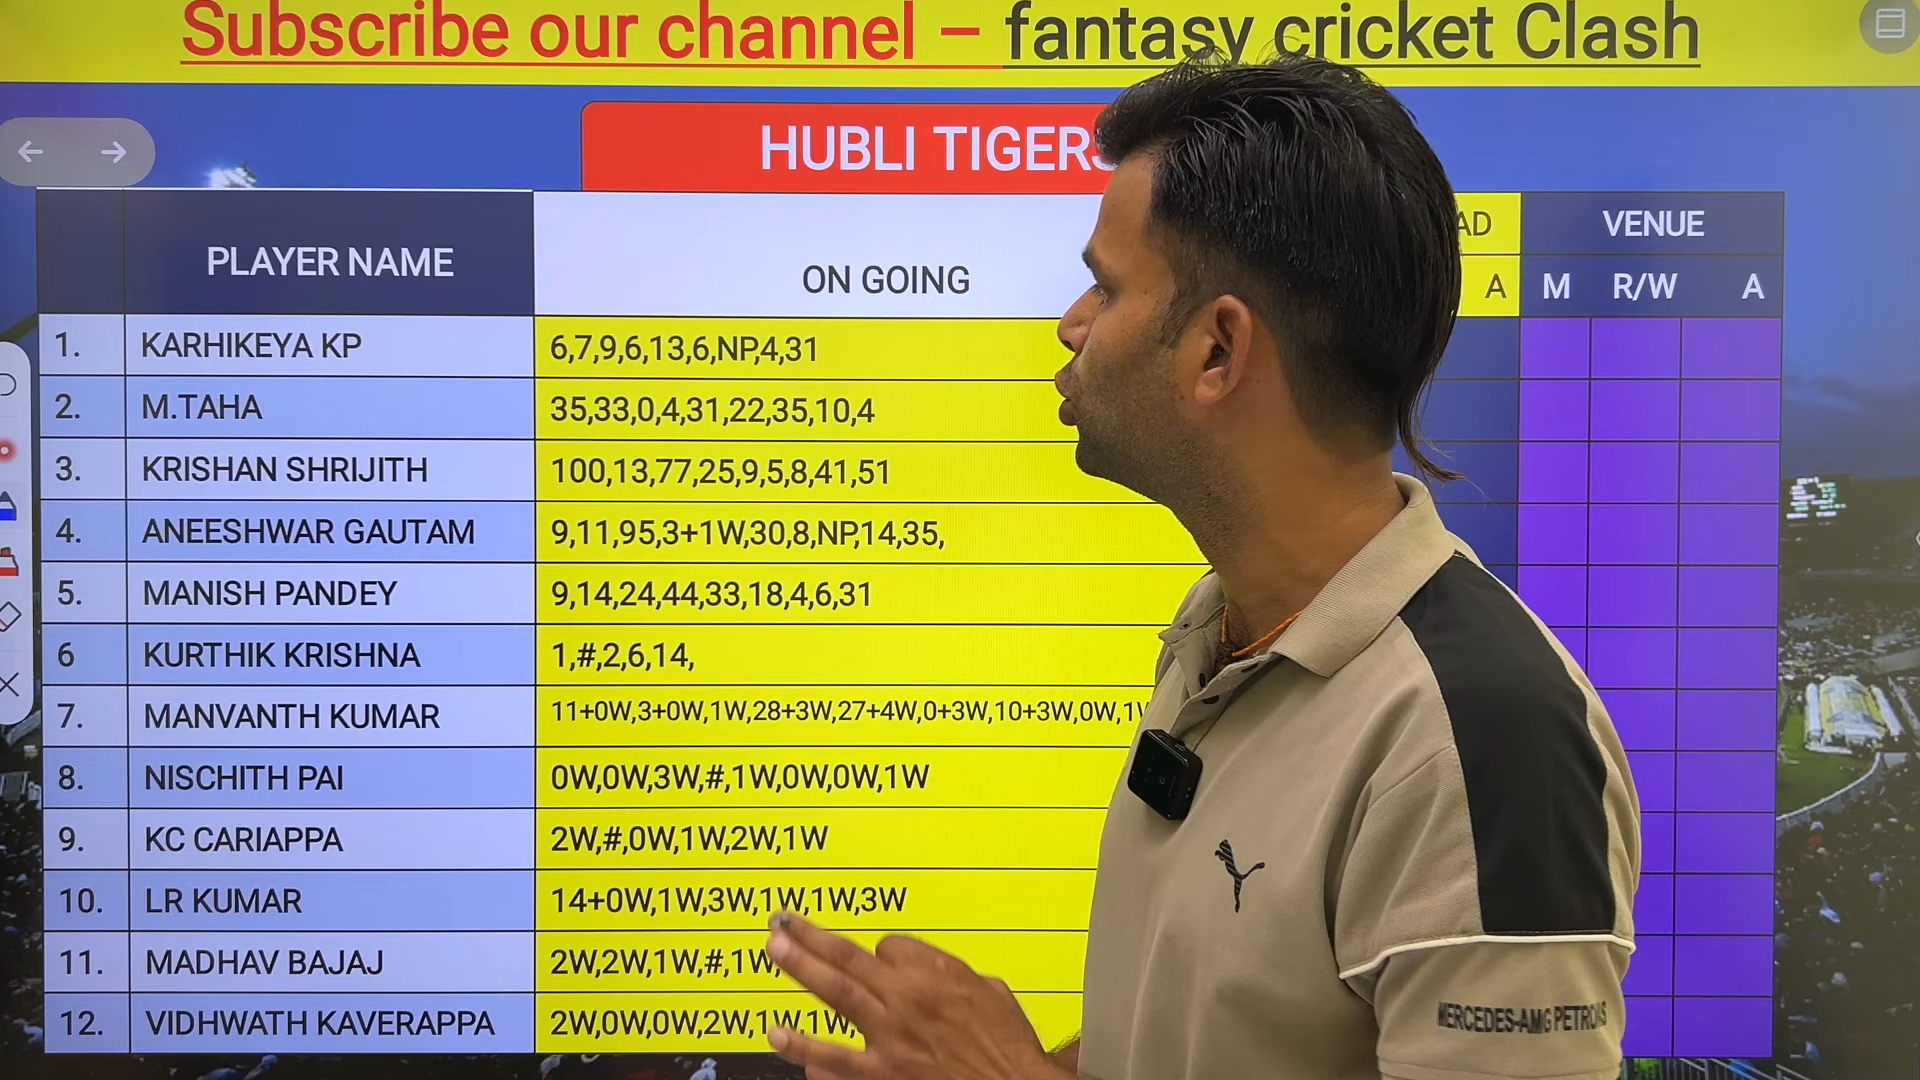 Subscribe our channel – fantasy cricket Clash
HUBLI TIGERS
PLAYER NAME
ON GOING
AD
VENUE
A
M R/W A
1. KARHIKEYA KP 6,7,9,6,13,6,NP,4,31
2. M.TAHA 35,33,0,4,31,22,35,10,4
3. KRISHAN SHRIJITH 100,13,77,25,9,5,8,41,51
4. ANEESHWAR GAUTAM 9,11,95,3+1W,30,8,NP,14,35,
5. MANISH PANDEY 9,14,24,44,33,18,4,6,31
6 KURTHIK KRISHNA 1,#,2,6,14,
7. MANVANTH KUMAR 11+0W,3+0W,1W,28+3W,27+4W,0+3W,10+3W,0W,1W
8. NISCHITH PAI 0W,0W,3W,#,1W,0W,0W,1W
9. KC CARIAPPA 2W,#,0W,1W,2W,1W
10. LR KUMAR 14+0W,1W,3W,1W,1W,3W
11. MADHAV BAJAJ 2W,2W,1W,#,1W,
12. VIDHWATH KAVERAPPA 2W,0W,0W,2W,1W,1W,
MERCEDES-AMG PETRONAS